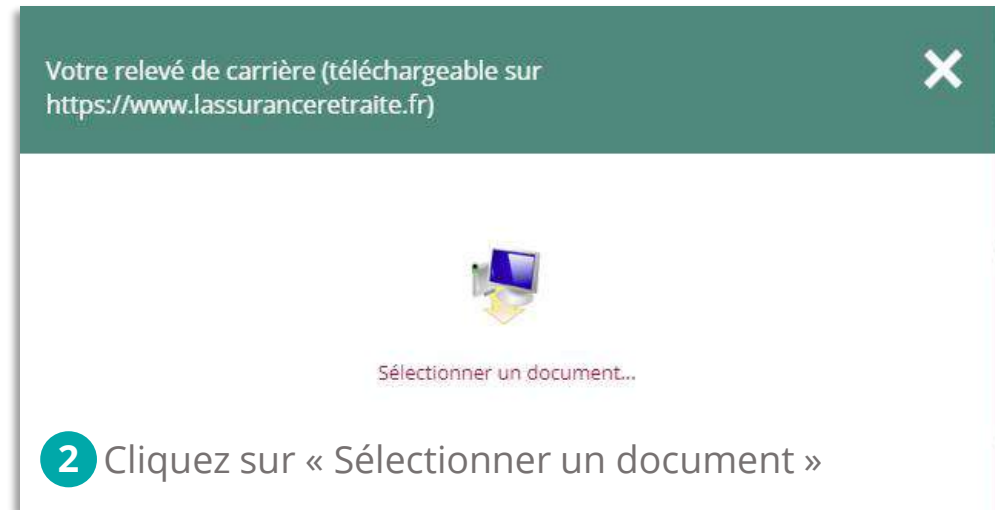 Votre relevé de carrière (téléchargeable sur
https://www.lassuranceretraite.fr)
Sélectionner un document...
2 Cliquez sur « Sélectionner un document »